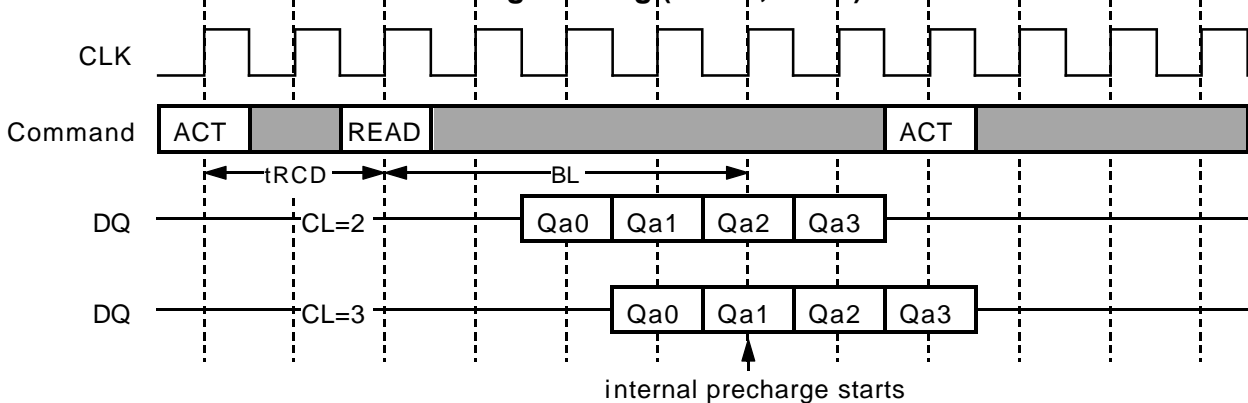 CLK
Command ACT READ ACT
tRCD BL
DQ CL=2 Qa0 Qa1 Qa2 Qa3
DQ CL=3 Qa0 Qa1 Qa2 Qa3
internal precharge starts